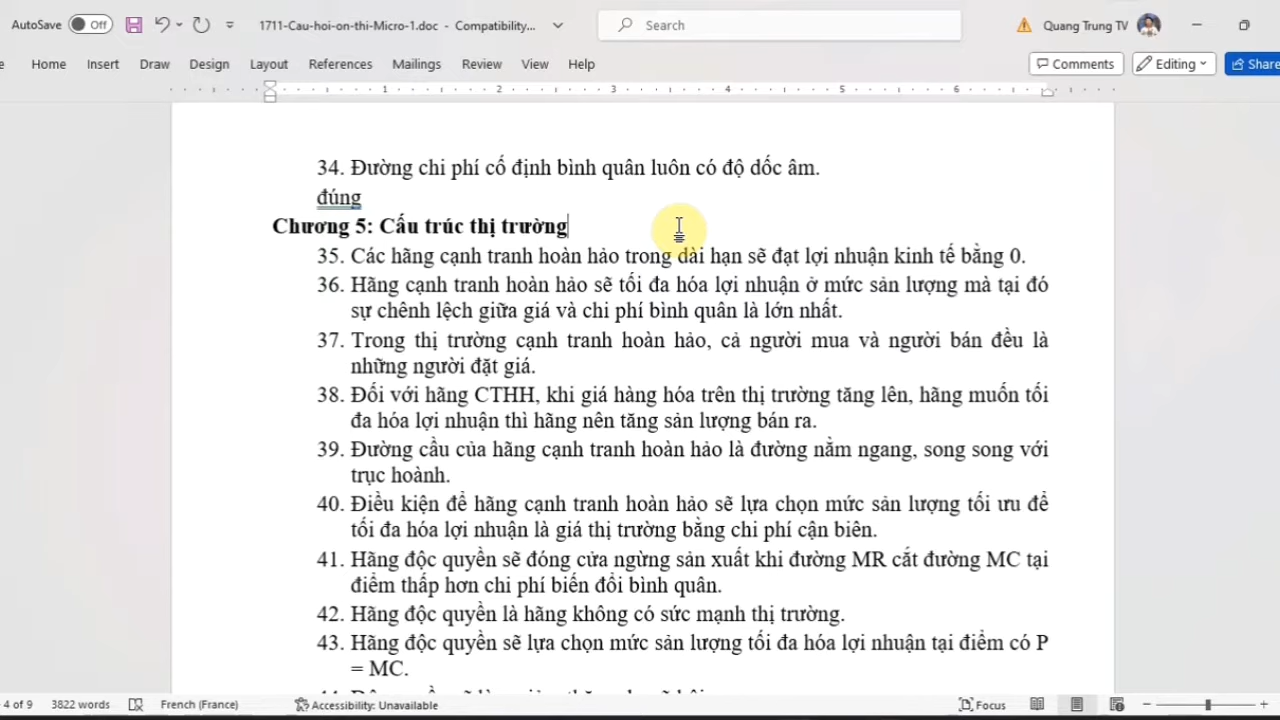 AutoSave Off 1711-Cau-hoi-on-thi-Micro-1.doc - Compatibility... Search Quang Trung TV
Home Insert Draw Design Layout References Mailings Review View Help Comments Editing Share
1 2 3 4 5 6
34. Đường chi phí cố định bình quân luôn có độ dốc âm.
đúng
Chương 5: Cấu trúc thị trường
35. Các hãng cạnh tranh hoàn hảo trong dài hạn sẽ đạt lợi nhuận kinh tế bằng 0.
36. Hãng cạnh tranh hoàn hảo sẽ tối đa hóa lợi nhuận ở mức sản lượng mà tại đó
sự chênh lệch giữa giá và chi phí bình quân là lớn nhất.
37. Trong thị trường cạnh tranh hoàn hảo, cả người mua và người bán đều là
những người đặt giá.
38. Đối với hãng CTHH, khi giá hàng hóa trên thị trường tăng lên, hãng muốn tối
đa hóa lợi nhuận thì hãng nên tăng sản lượng bán ra.
39. Đường cầu của hãng cạnh tranh hoàn hảo là đường nằm ngang, song song với
trục hoành.
40. Điều kiện để hãng cạnh tranh hoàn hảo sẽ lựa chọn mức sản lượng tối ưu để
tối đa hóa lợi nhuận là giá thị trường bằng chi phí cận biên.
41. Hãng độc quyền sẽ đóng cửa ngừng sản xuất khi đường MR cắt đường MC tại
điểm thấp hơn chi phí biến đổi bình quân.
42. Hãng độc quyền là hãng không có sức mạnh thị trường.
43. Hãng độc quyền sẽ lựa chọn mức sản lượng tối đa hóa lợi nhuận tại điểm có P
= MC.
4 of 9 3822 words French (France) Accessibility: Unavailable Focus